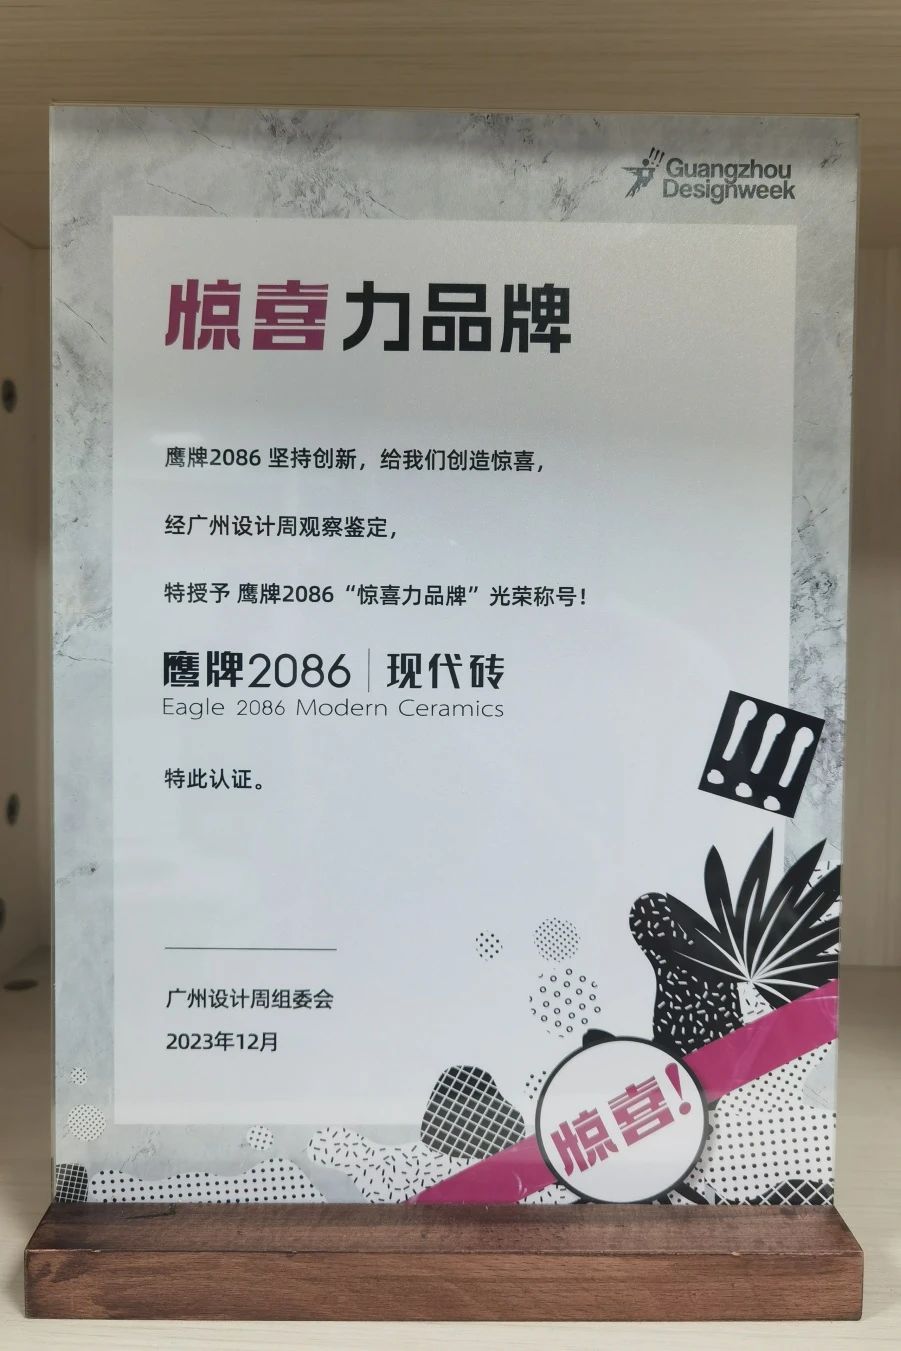 Guangzhou
Designweek
惊喜力品牌
鹰牌2086 坚持创新，给我们创造惊喜，
经广州设计周观察鉴定，
特授予 鹰牌2086“惊喜力品牌”光荣称号！
鹰牌2086｜现代砖
Eagle 2086 Modern Ceramics
特此认证。
广州设计周组委会
2023年12月
!!!
惊喜!